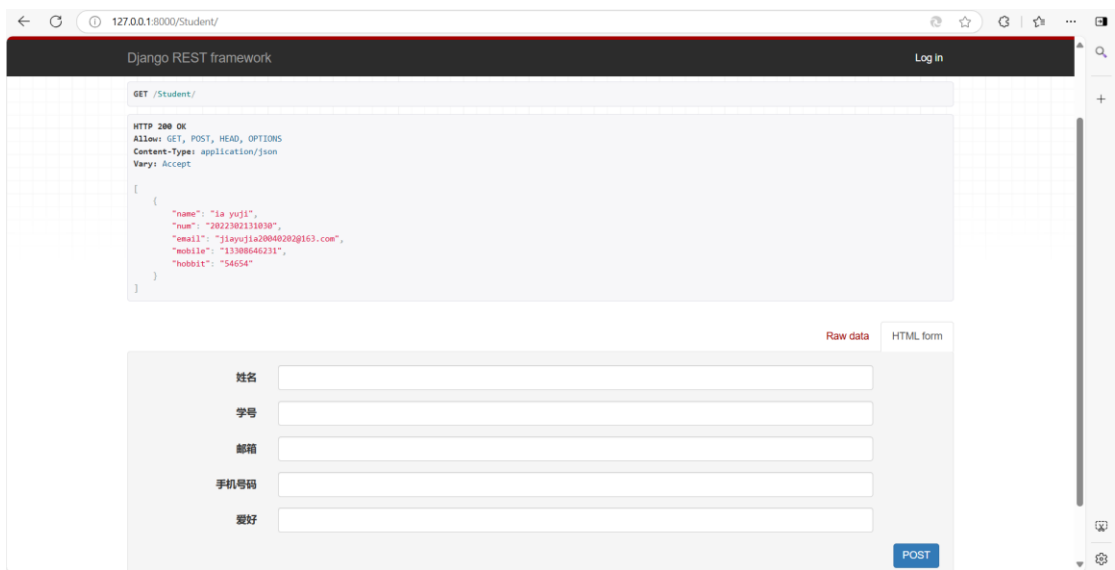 127.0.0.1:8000/Student/
Django REST framework
Log in
GET /Student/
HTTP 200 OK
Allow: GET, POST, HEAD, OPTIONS
Content-Type: application/json
Vary: Accept
[
{
"name": "ia yuji",
"num": "2022302131030",
"email": "jiayujia20040202@163.com",
"mobile": "13308646231",
"hobbit": "54654"
}
]
Raw data
HTML form
姓名
学号
邮箱
手机号码
爱好
POST